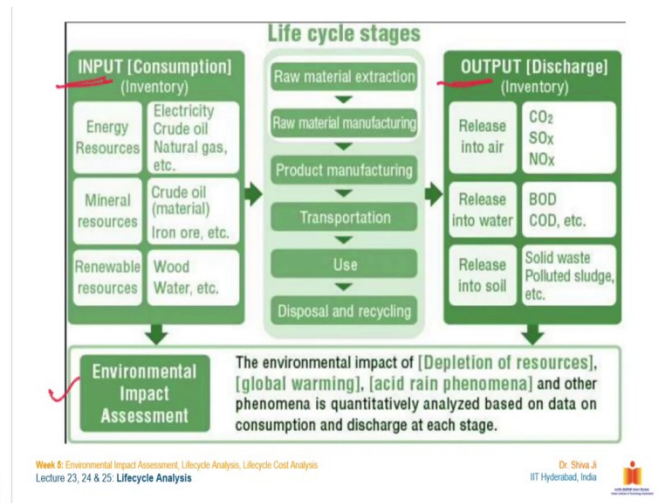 Life cycle stages
INPUT [Consumption]
(Inventory)
Energy
Resources
Electricity
Crude oil
Natural gas,
etc.
Mineral
resources
Crude oil
(material)
Iron ore, etc.
Renewable
resources
Wood
Water, etc.
Raw material extraction
Raw material manufacturing
Product manufacturing
Transportation
Use
Disposal and recycling
OUTPUT [Discharge]
(Inventory)
Release
into air
CO2
SOx
NOx
Release
into water
BOD
COD, etc.
Release
into soil
Solid waste
Polluted sludge,
etc.
Environmental
Impact
Assessment
The environmental impact of [Depletion of resources],
[global warming], [acid rain phenomena] and other
phenomena is quantitatively analyzed based on data on
consumption and discharge at each stage.
Week 5: Environmental Impact Assessment, Lifecycle Analysis, Lifecycle Cost Analysis
Lecture 23, 24 & 25: Lifecycle Analysis
Dr. Shiva Ji
IIT Hyderabad, India